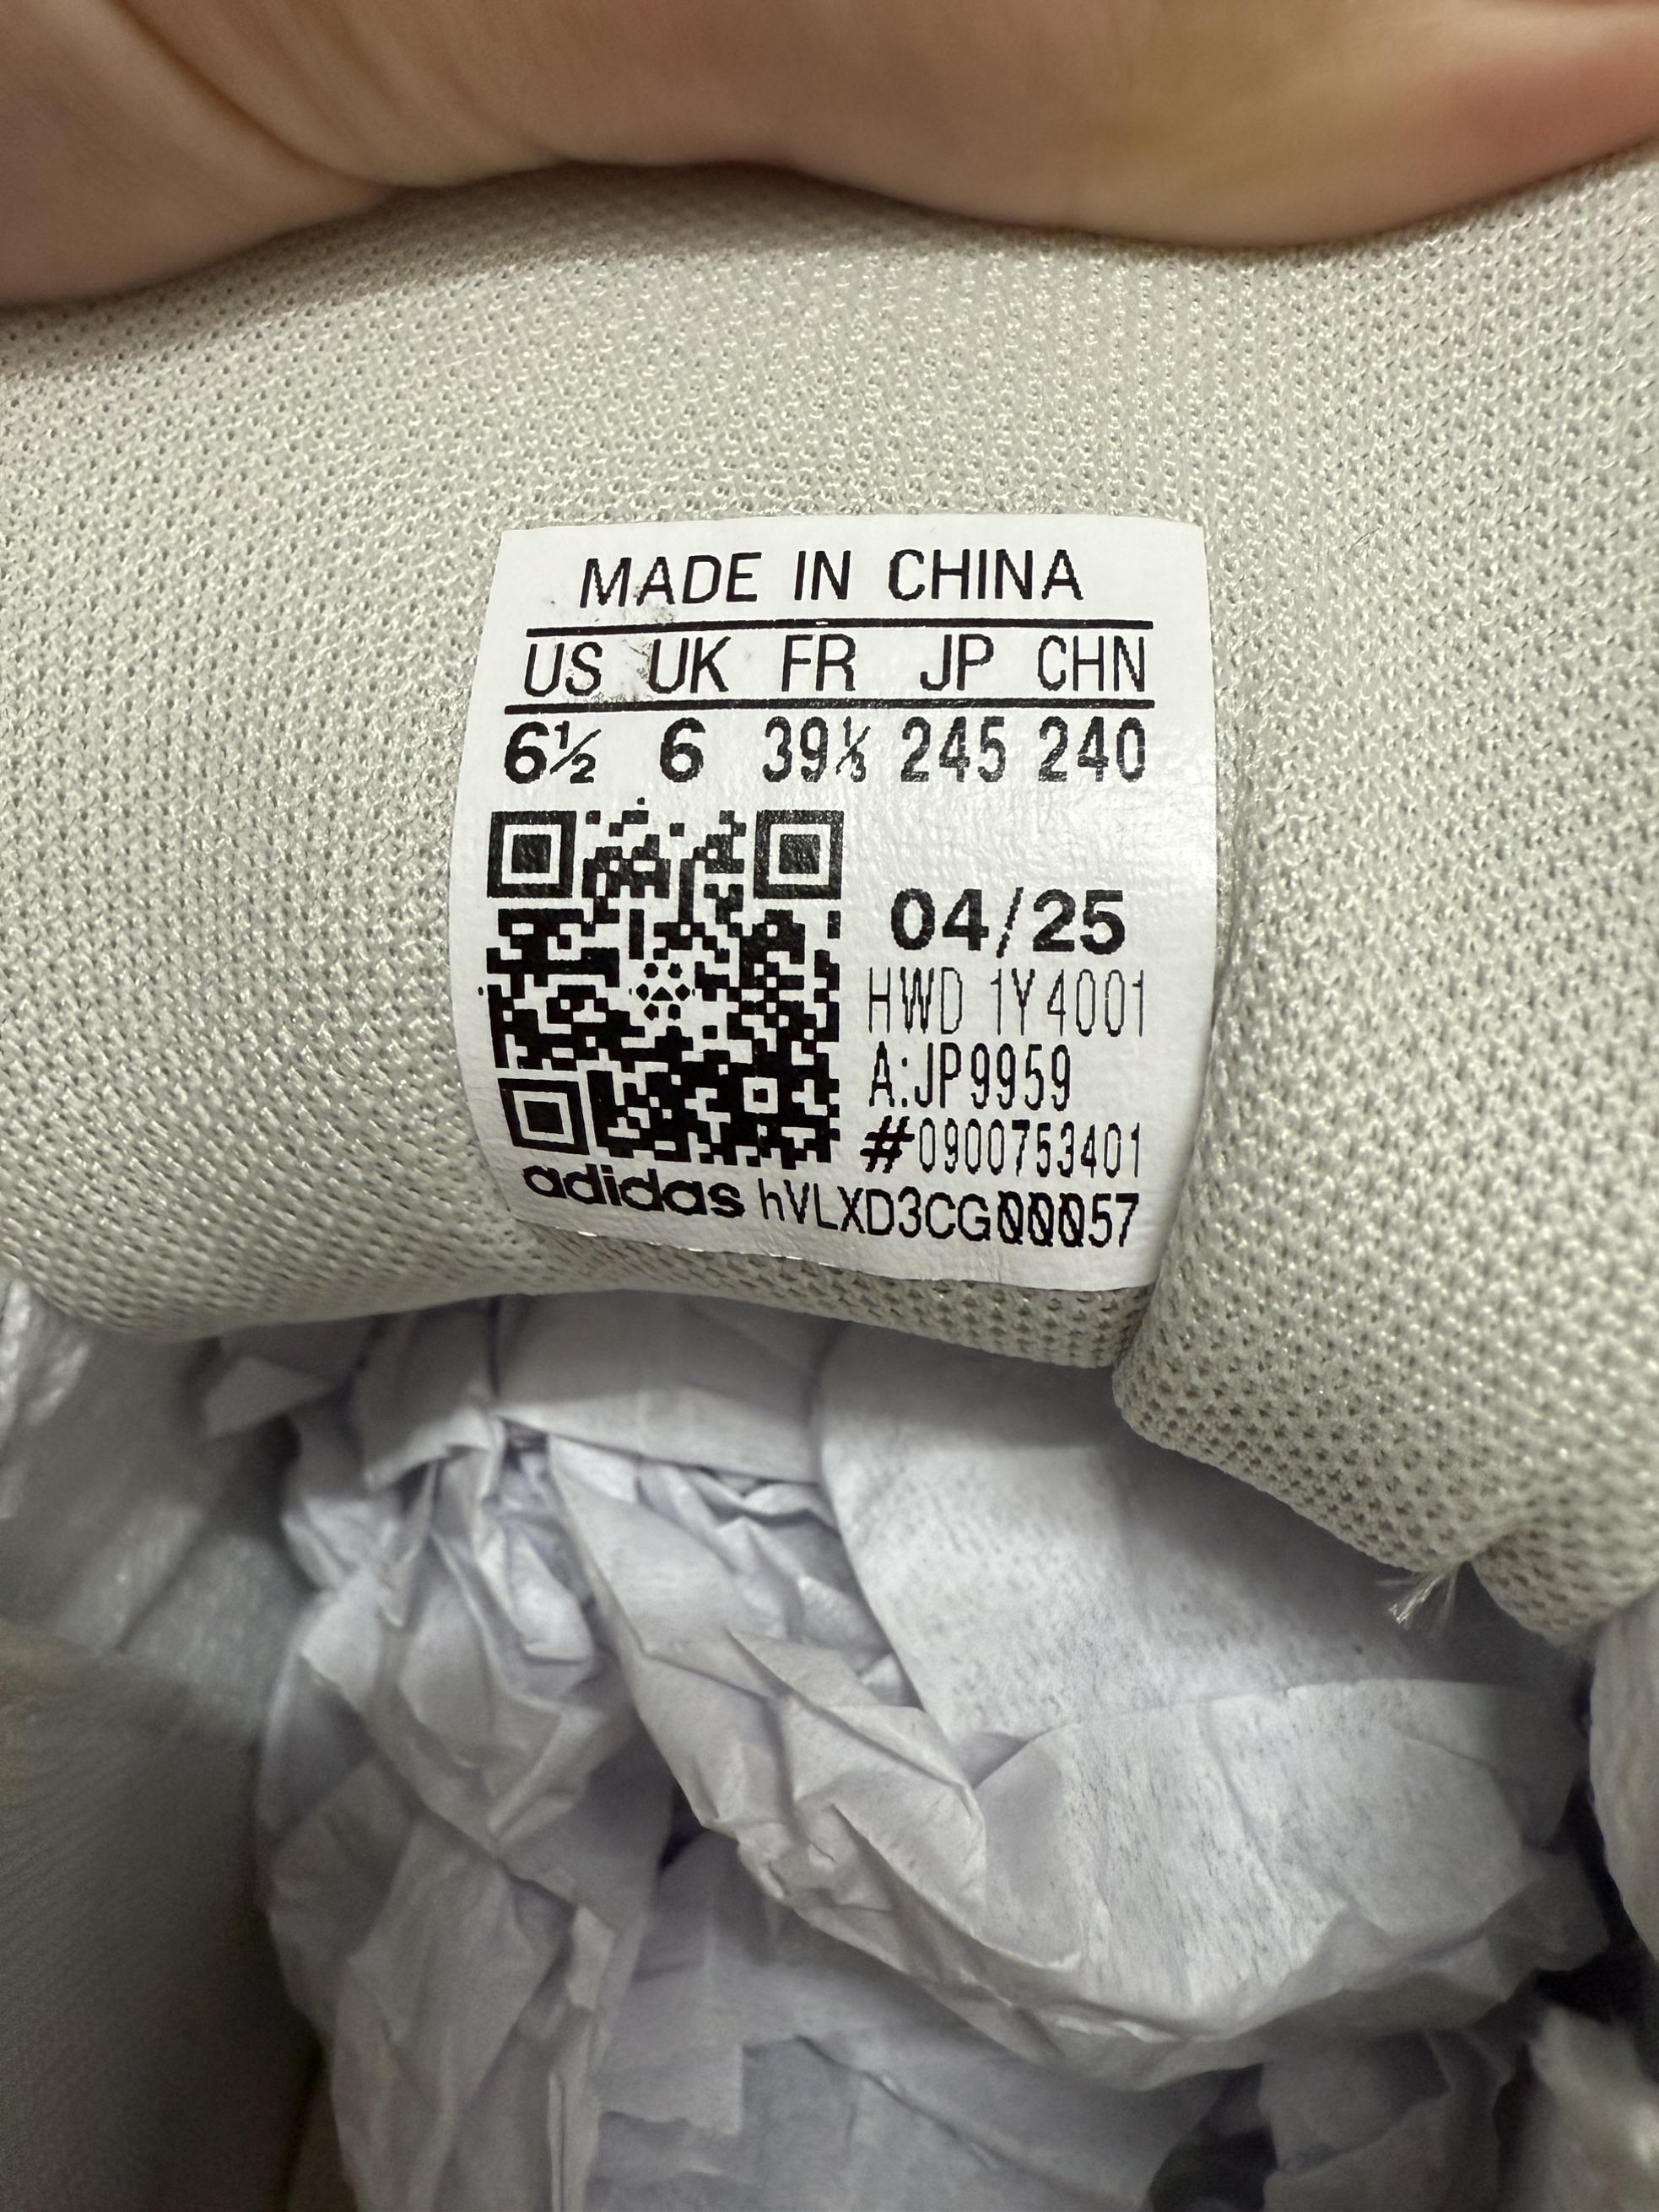 MADE IN CHINA
US UK FR JP CHN
6½ 6 39⅓ 245 240
04/25
HWD 1Y4001
A:JP9959
#0900753401
adidas hVLXD3CG00057